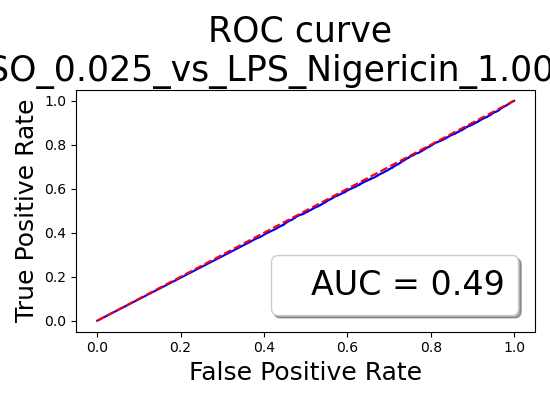 ROC curve
SO_0.025_vs_LPS_Nigericin_1.00
True Positive Rate
1.0
0.8
0.6
0.4
0.2
0.0
AUC = 0.49
0.0 0.2 0.4 0.6 0.8 1.0
False Positive Rate